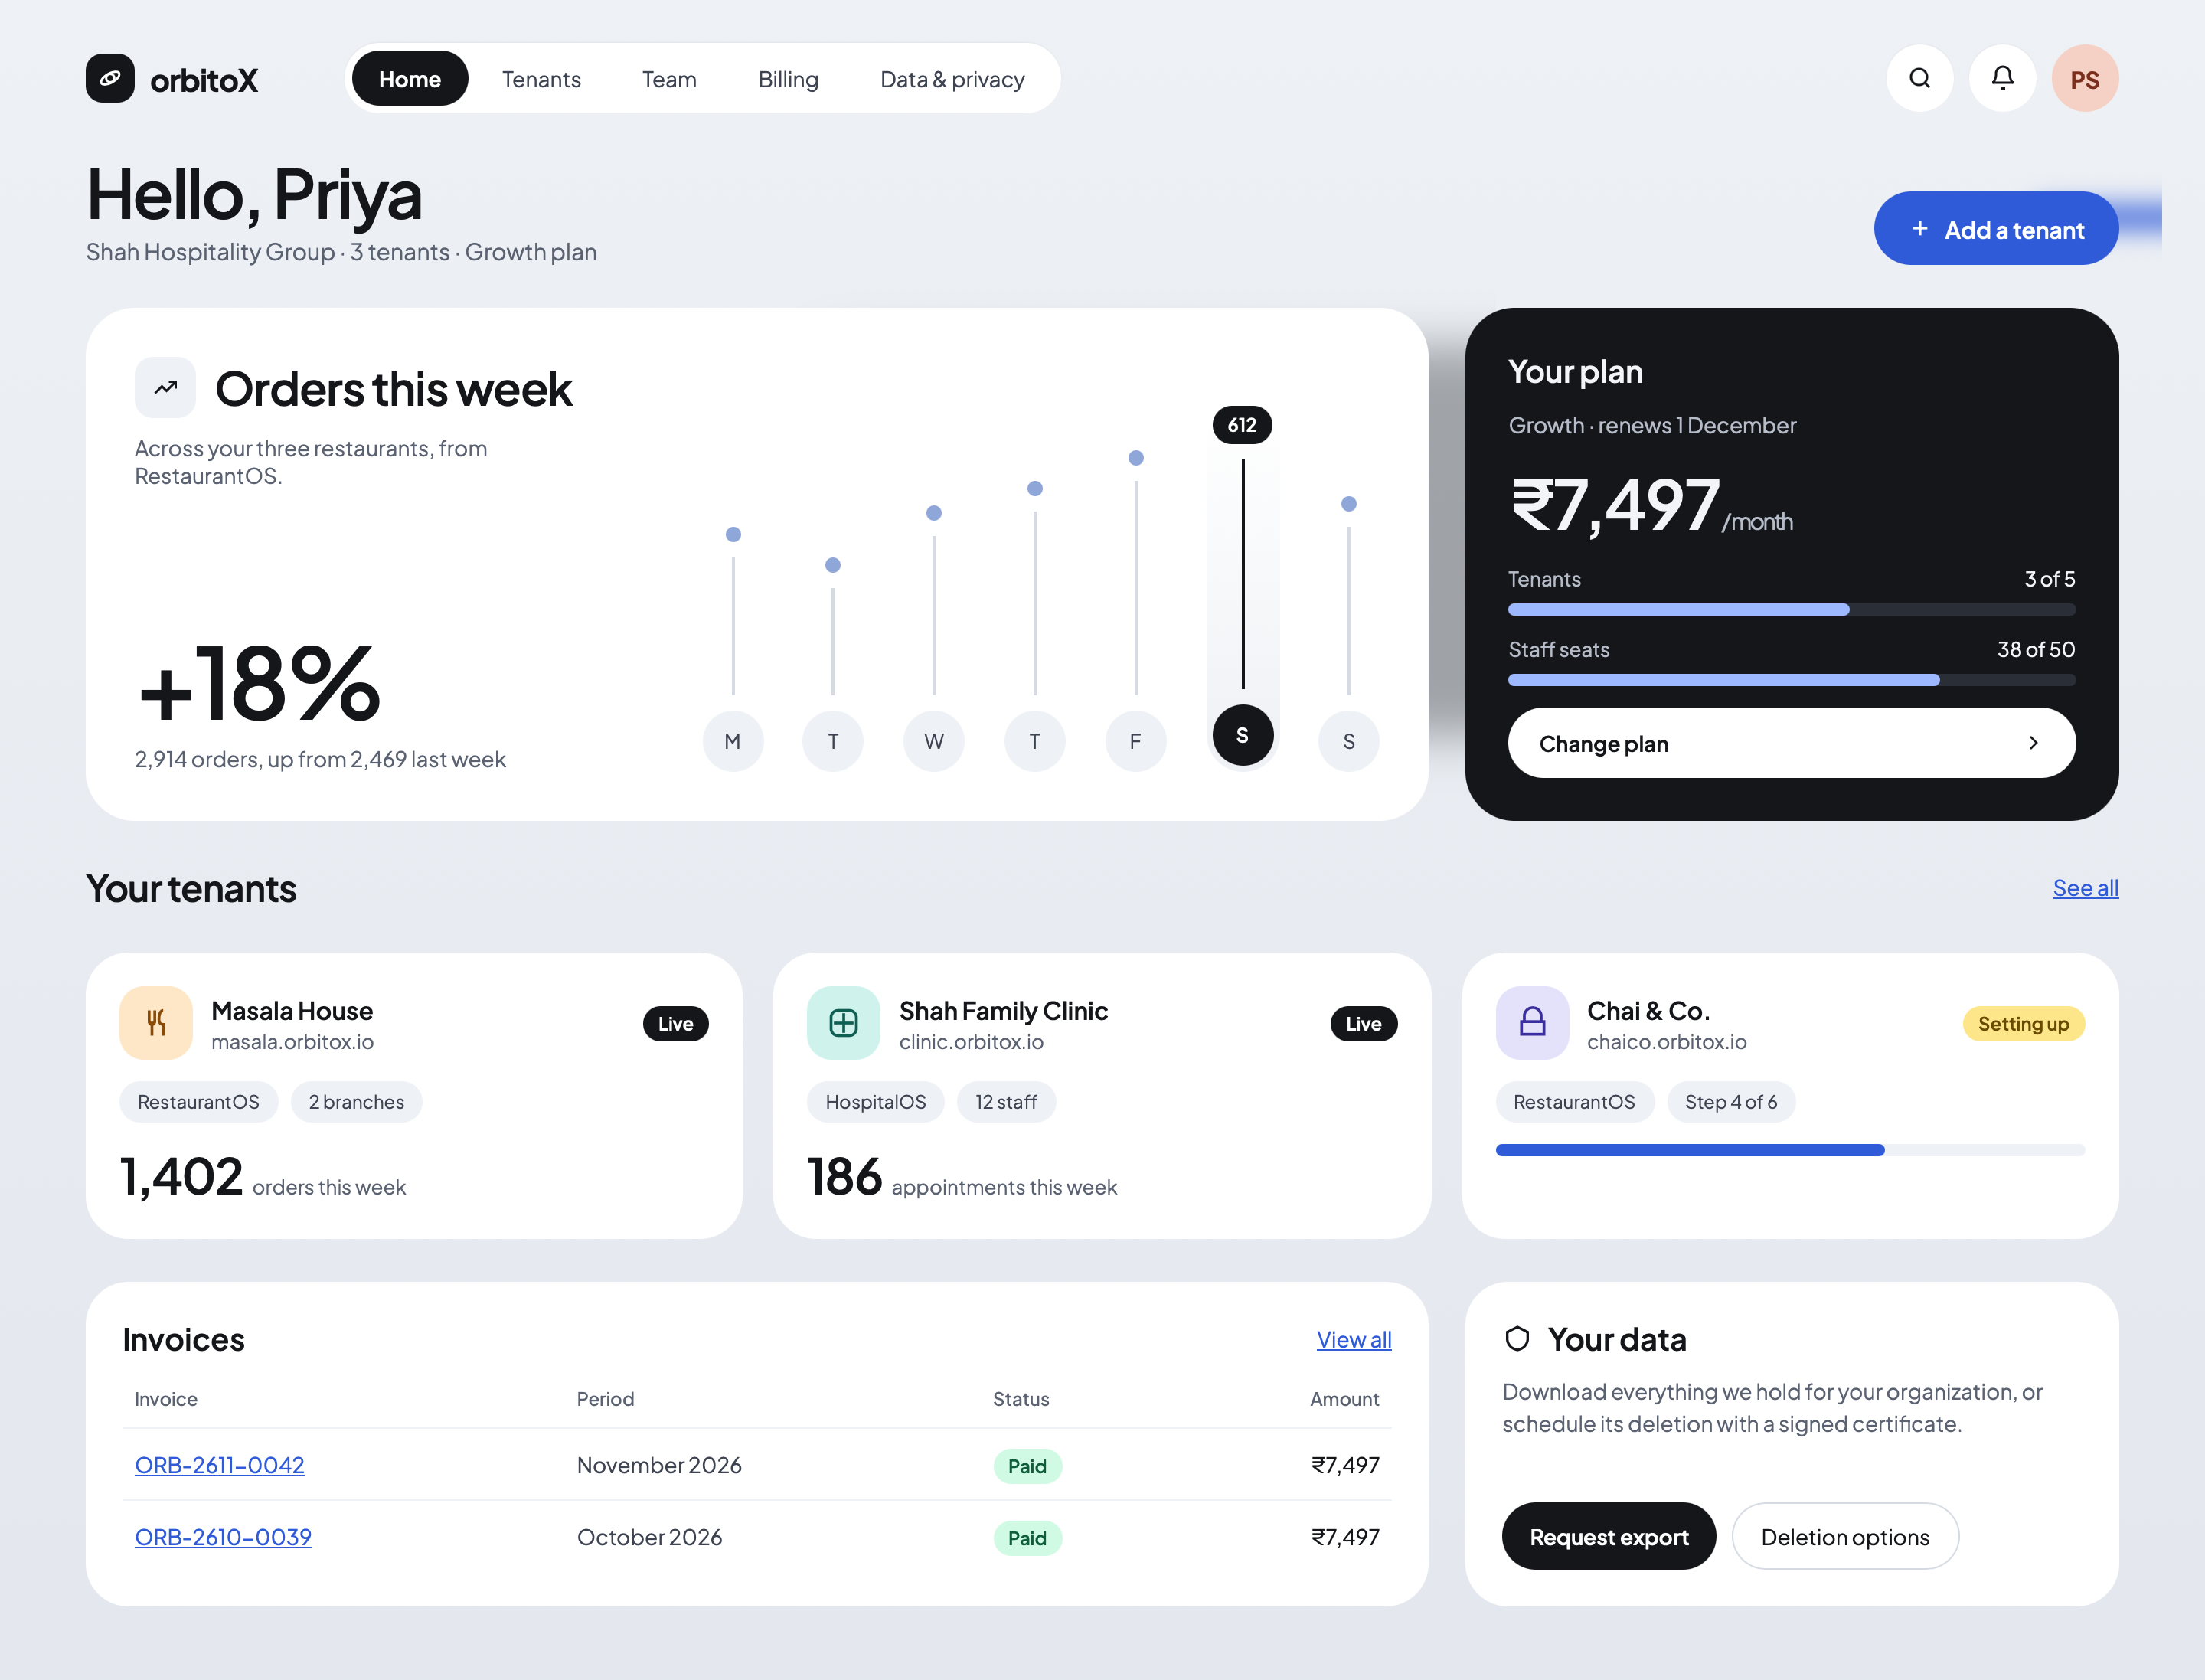 orbitoX
Home Tenants Team Billing Data & privacy
PS
Hello, Priya
Shah Hospitality Group · 3 tenants · Growth plan
+ Add a tenant
Orders this week
Across your three restaurants, from
RestaurantOS.
+18%
2,914 orders, up from 2,469 last week
612
M T W T F S S
Your plan
Growth · renews 1 December
₹7,497 /month
Tenants 3 of 5
Staff seats 38 of 50
Change plan
Your tenants
See all
Masala House
masala.orbitox.io
Live
RestaurantOS 2 branches
1,402 orders this week
Shah Family Clinic
clinic.orbitox.io
Live
HospitalOS 12 staff
186 appointments this week
Chai & Co.
chaico.orbitox.io
Setting up
RestaurantOS Step 4 of 6
Invoices
View all
Invoice Period Status Amount
ORB-2611-0042 November 2026 Paid ₹7,497
ORB-2610-0039 October 2026 Paid ₹7,497
Your data
Download everything we hold for your organization, or
schedule its deletion with a signed certificate.
Request export Deletion options